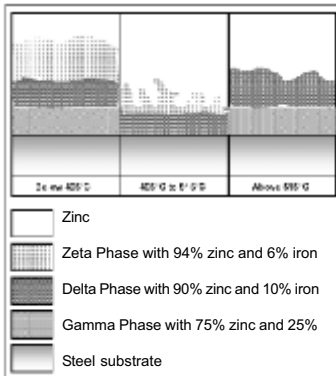 Above 515°C
Zinc
Zeta Phase with 94% zinc and 6% iron
Delta Phase with 90% zinc and 10% iron
Gamma Phase with 75% zinc and 25%
Steel substrate